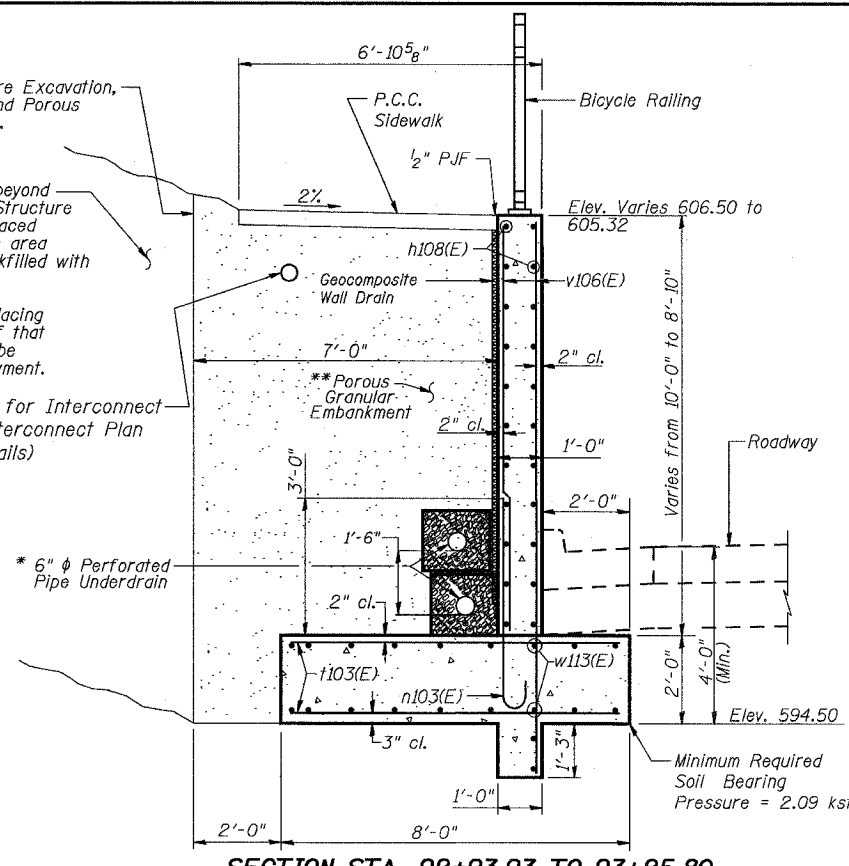 6'-10 5/8"
re Excavation,
nd Porous
P.C.C.
Sidewalk
Bicycle Railing
1/2" PJF
2%
eyond
Structure
aced
area
kfilled with
Elev. Varies 606.50 to
605.32
h108(E)
Geocomposite
Wall Drain
v106(E)
lacing
f that
be
yment.
7'-0"
**Porous
Granular
Embankment
2" cl.
2" cl.
for Interconnect
terconnect Plan
ails)
1'-0"
Varies from 10'-0" to 8'-10"
Roadway
3'-0"
2'-0"
1'-6"
* 6" φ Perforated
Pipe Underdrain
2" cl.
t103(E)
w113(E)
n103(E)
2'-0"
4'-0"
(Min.)
Elev. 594.50
3" cl.
1'-3"
Minimum Required
Soil Bearing
Pressure = 2.09 ksf
1'-0"
2'-0"
8'-0"